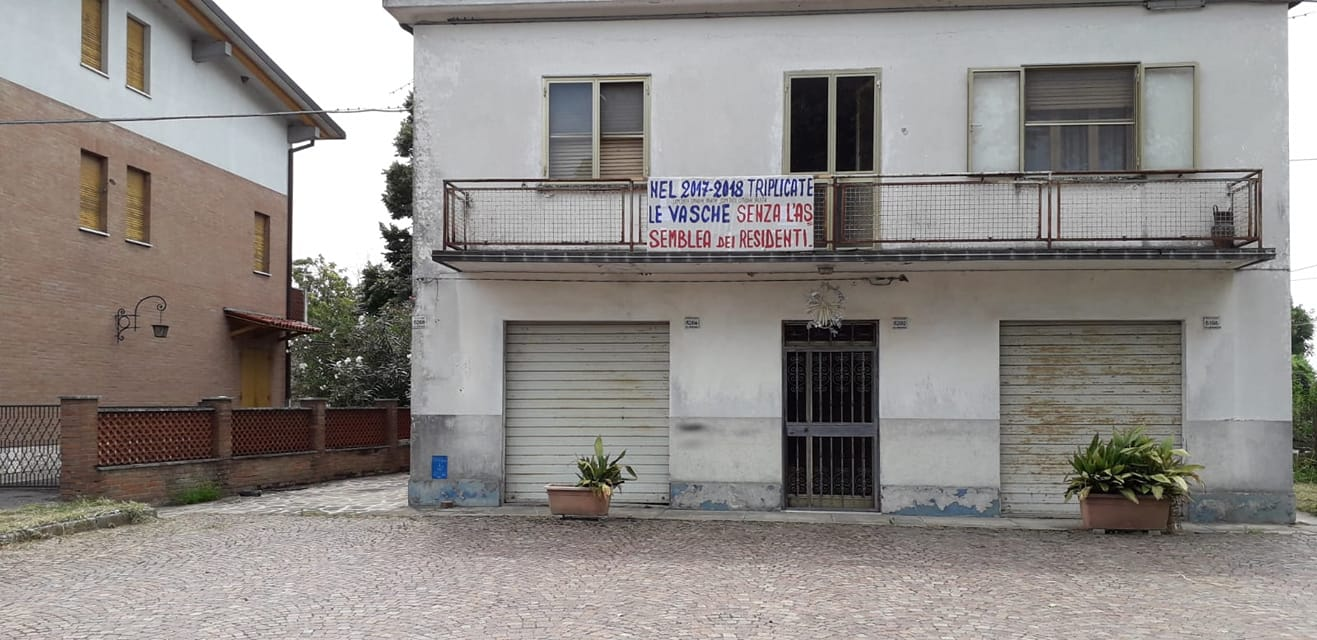 NEL 2017-2018 TRIPLICATE
LE VASCHE SENZA L'AS
SEMBLEA DEI RESIDENTI.